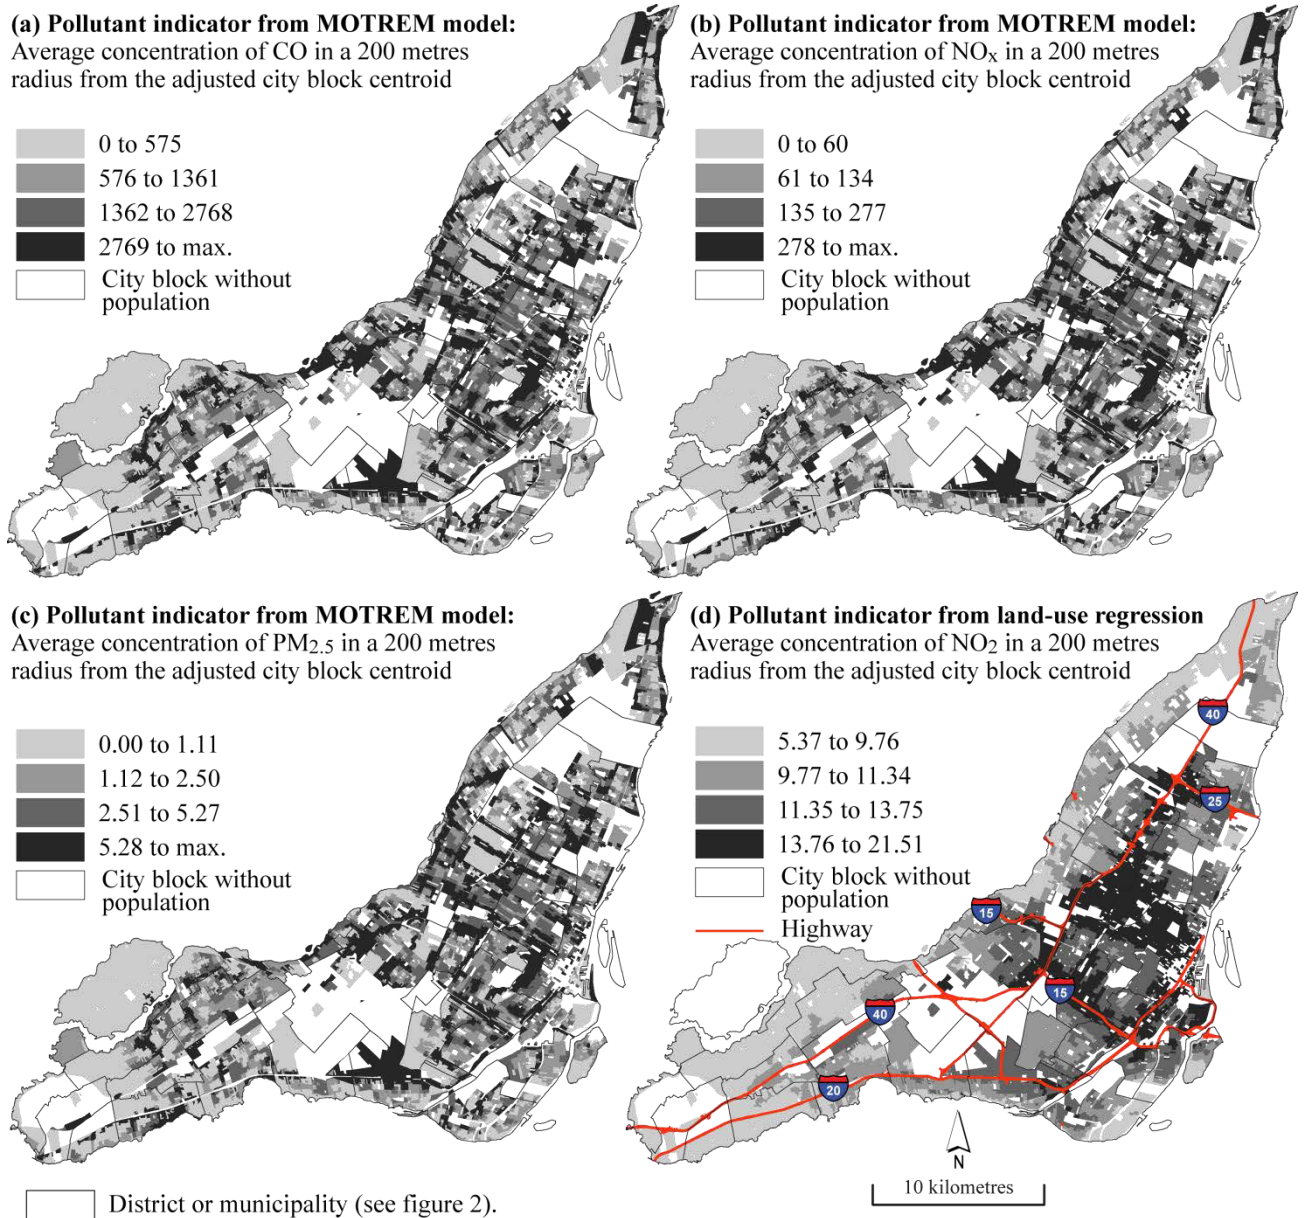 (a) Pollutant indicator from MOTREM model:
Average concentration of CO in a 200 metres
radius from the adjusted city block centroid
0 to 575
576 to 1361
1362 to 2768
2769 to max.
City block without
population
(b) Pollutant indicator from MOTREM model:
Average concentration of NOx in a 200 metres
radius from the adjusted city block centroid
0 to 60
61 to 134
135 to 277
278 to max.
City block without
population
(c) Pollutant indicator from MOTREM model:
Average concentration of PM2.5 in a 200 metres
radius from the adjusted city block centroid
0.00 to 1.11
1.12 to 2.50
2.51 to 5.27
5.28 to max.
City block without
population
(d) Pollutant indicator from land-use regression
Average concentration of NO2 in a 200 metres
radius from the adjusted city block centroid
5.37 to 9.76
9.77 to 11.34
11.35 to 13.75
13.76 to 21.51
City block without
population
Highway
40
25
15
15
40
20
N
10 kilometres
District or municipality (see figure 2).